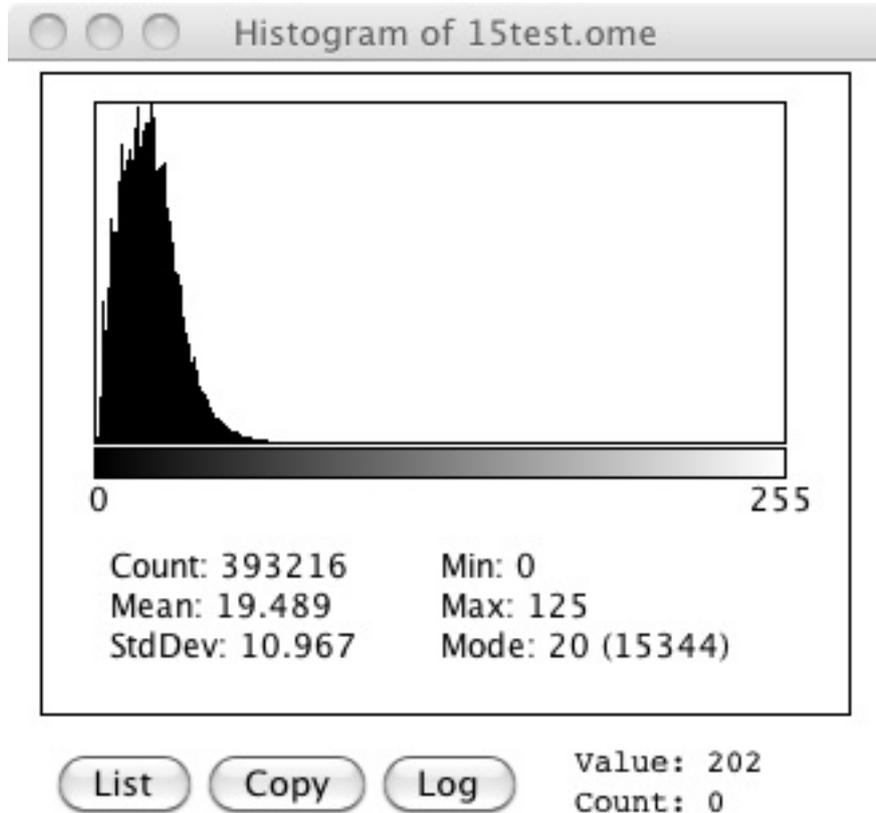 Histogram of 15test.ome
0 255
Count: 393216 Min: 0
Mean: 19.489 Max: 125
StdDev: 10.967 Mode: 20 (15344)
List Copy Log Value: 202
Count: 0